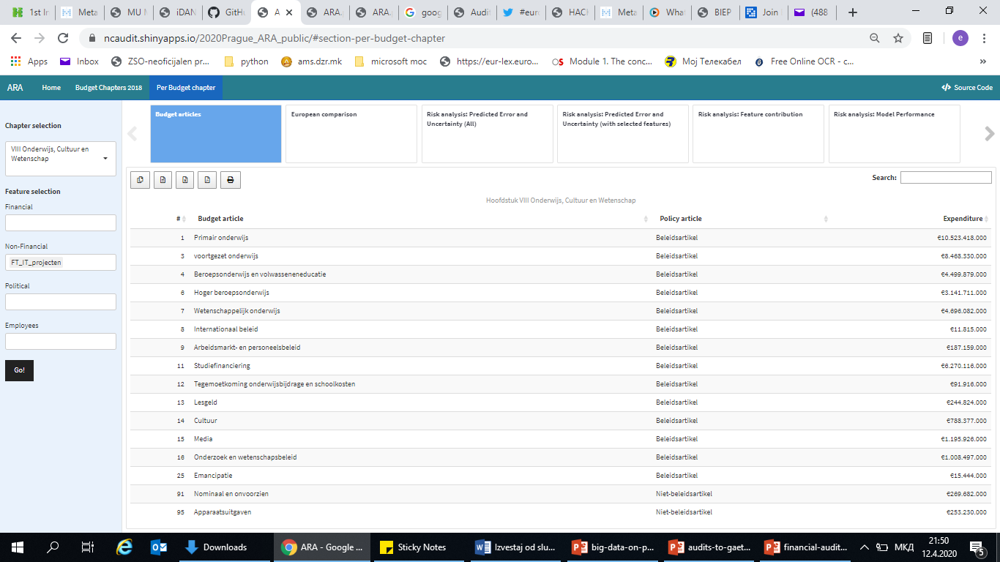 1st In
Meta
MU M
iDAN
GitHu
A
ARA.
ARA.p
goog
Audit
#euro
HACK
Meta
What
BIEP
Join
(488
ncaudit.shinyapps.io/2020Prague_ARA_public/#section-per-budget-chapter
e
Apps
Inbox
ZSO-neoficijalen pr...
python
ams.dzr.mk
microsoft moc
https://eur-lex.euro...
Module 1. The conc...
Мој Телекабел
Free Online OCR - c...
»
ARA
Home
Budget Chapters 2018
Per Budget chapter
</> Source Code
Chapter selection
VIII Onderwijs, Cultuur en
Wetenschap
Feature selection
Financial
Non-Financial
FT_IT_projecten
Political
Employees
Go!
Budget articles
European comparison
Risk analysis: Predicted Error and
Uncertainty (All)
Risk analysis: Predicted Error and
Uncertainty (with selected features)
Risk analysis: Feature contribution
Risk analysis: Model Performance
Search:
Hoofdstuk VIII Onderwijs, Cultuur en Wetenschap
# Budget article Policy article Expenditure
1 Primair onderwijs Beleidsartikel €10.523.418.000
3 voortgezet onderwijs Beleidsartikel €8.468.330.000
4 Beroepsonderwijs en volwasseneneducatie Beleidsartikel €4.499.879.000
6 Hoger beroepsonderwijs Beleidsartikel €3.141.711.000
7 Wetenschappelijk onderwijs Beleidsartikel €4.696.082.000
8 Internationaal beleid Beleidsartikel €11.815.000
9 Arbeidsmarkt- en personeelsbeleid Beleidsartikel €187.159.000
11 Studiefinanciering Beleidsartikel €6.270.116.000
12 Tegemoetkoming onderwijsbijdrage en schoolkosten Beleidsartikel €91.916.000
13 Lesgeld Beleidsartikel €244.824.000
14 Cultuur Beleidsartikel €788.377.000
15 Media Beleidsartikel €1.195.926.000
16 Onderzoek en wetenschapsbeleid Beleidsartikel €1.008.497.000
25 Emancipatie Beleidsartikel €15.444.000
91 Nominaal en onvoorzien Niet-beleidsartikel €269.682.000
95 Apparaatsuitgaven Niet-beleidsartikel €253.230.000
Downloads
ARA - Google ...
Sticky Notes
Izvestaj od slu...
big-data-on-p...
audits-to-gaet...
financial-audit...
МКД
21:50
12.4.2020
5